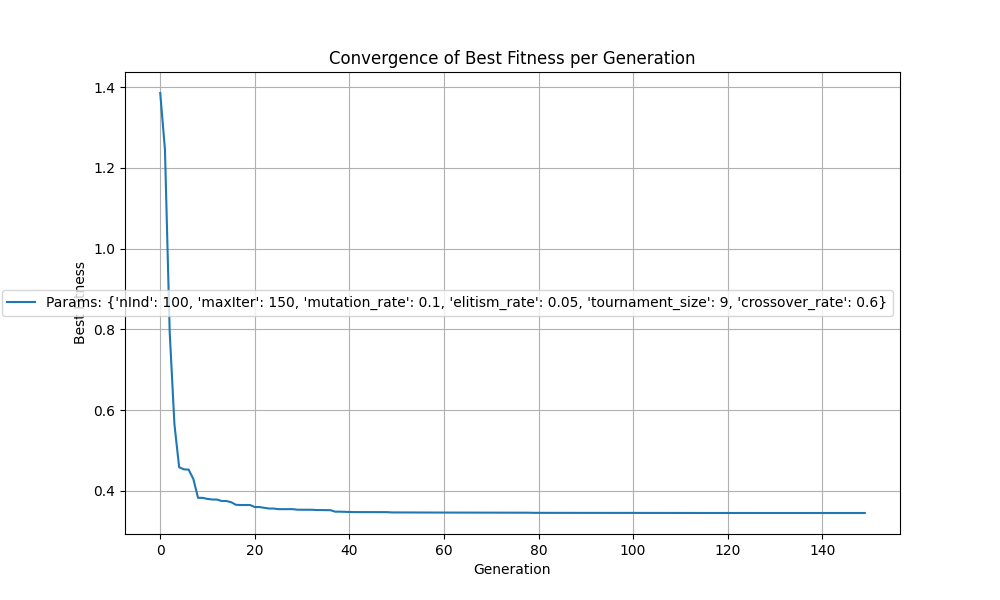 Convergence of Best Fitness per Generation
1.4
1.2
1.0
0.8
0.6
0.4
Best
Params: {'nInd': 100, 'maxIter': 150, 'mutation_rate': 0.1, 'elitism_rate': 0.05, 'tournament_size': 9, 'crossover_rate': 0.6}
0 20 40 60 80 100 120 140
Generation